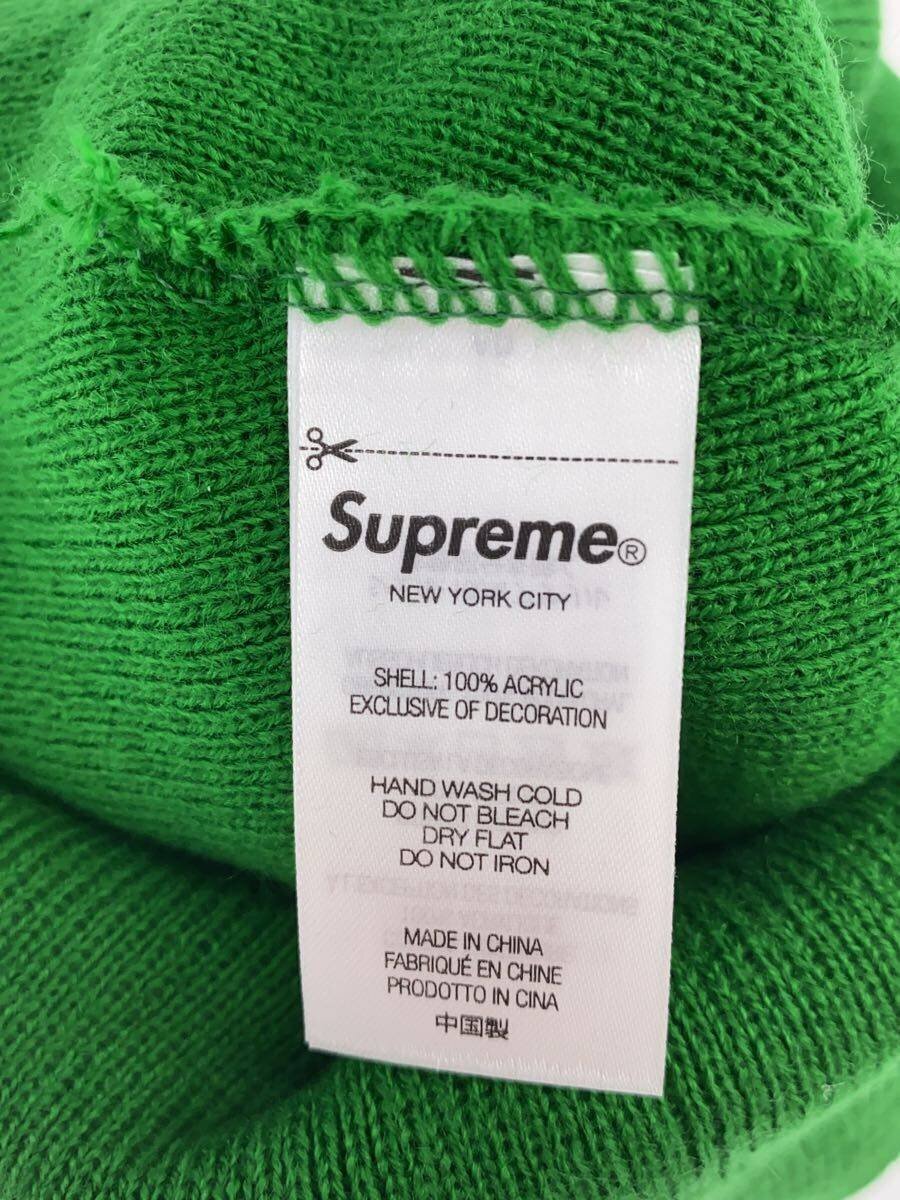 Supreme®
NEW YORK CITY
SHELL: 100% ACRYLIC
EXCLUSIVE OF DECORATION
HAND WASH COLD
DO NOT BLEACH
DRY FLAT
DO NOT IRON
MADE IN CHINA
FABRIQUÉ EN CHINE
PRODOTTO IN CINA
中国製